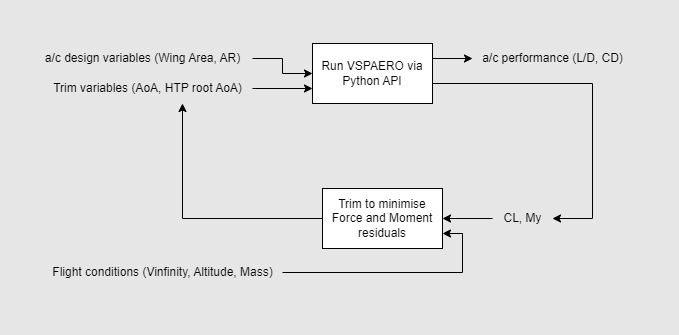 a/c design variables (Wing Area, AR)
Trim variables (AoA, HTP root AoA)
Run VSPAERO via
Python API
a/c performance (L/D, CD)
Trim to minimise
Force and Moment
residuals
CL, My
Flight conditions (Vinfinity, Altitude, Mass)